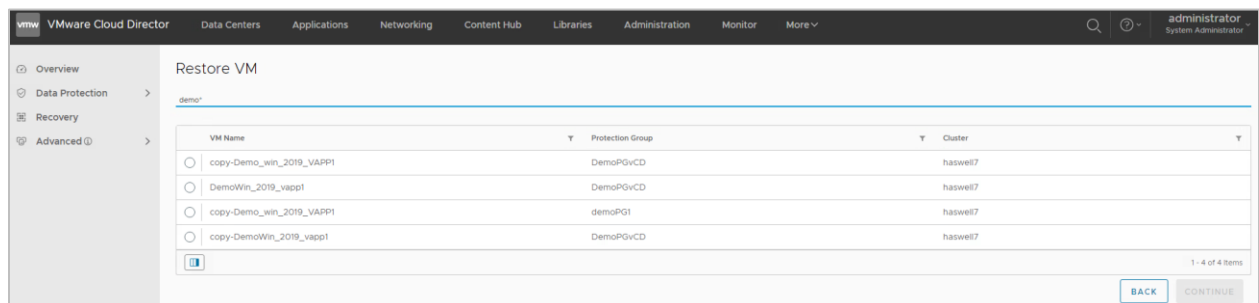 vmw VMware Cloud Director Data Centers Applications Networking Content Hub Libraries Administration Monitor More administrator
System Administrator
Overview
Data Protection
Recovery
Advanced
Restore VM
demo*
VM Name Protection Group Cluster
copy-Demo_win_2019_VAPP1 DemoPGvCD haswell7
DemoWin_2019_vapp1 DemoPGvCD haswell7
copy-Demo_win_2019_VAPP1 demoPG1 haswell7
copy-DemoWin_2019_vapp1 DemoPGvCD haswell7
1 - 4 of 4 items
BACK CONTINUE